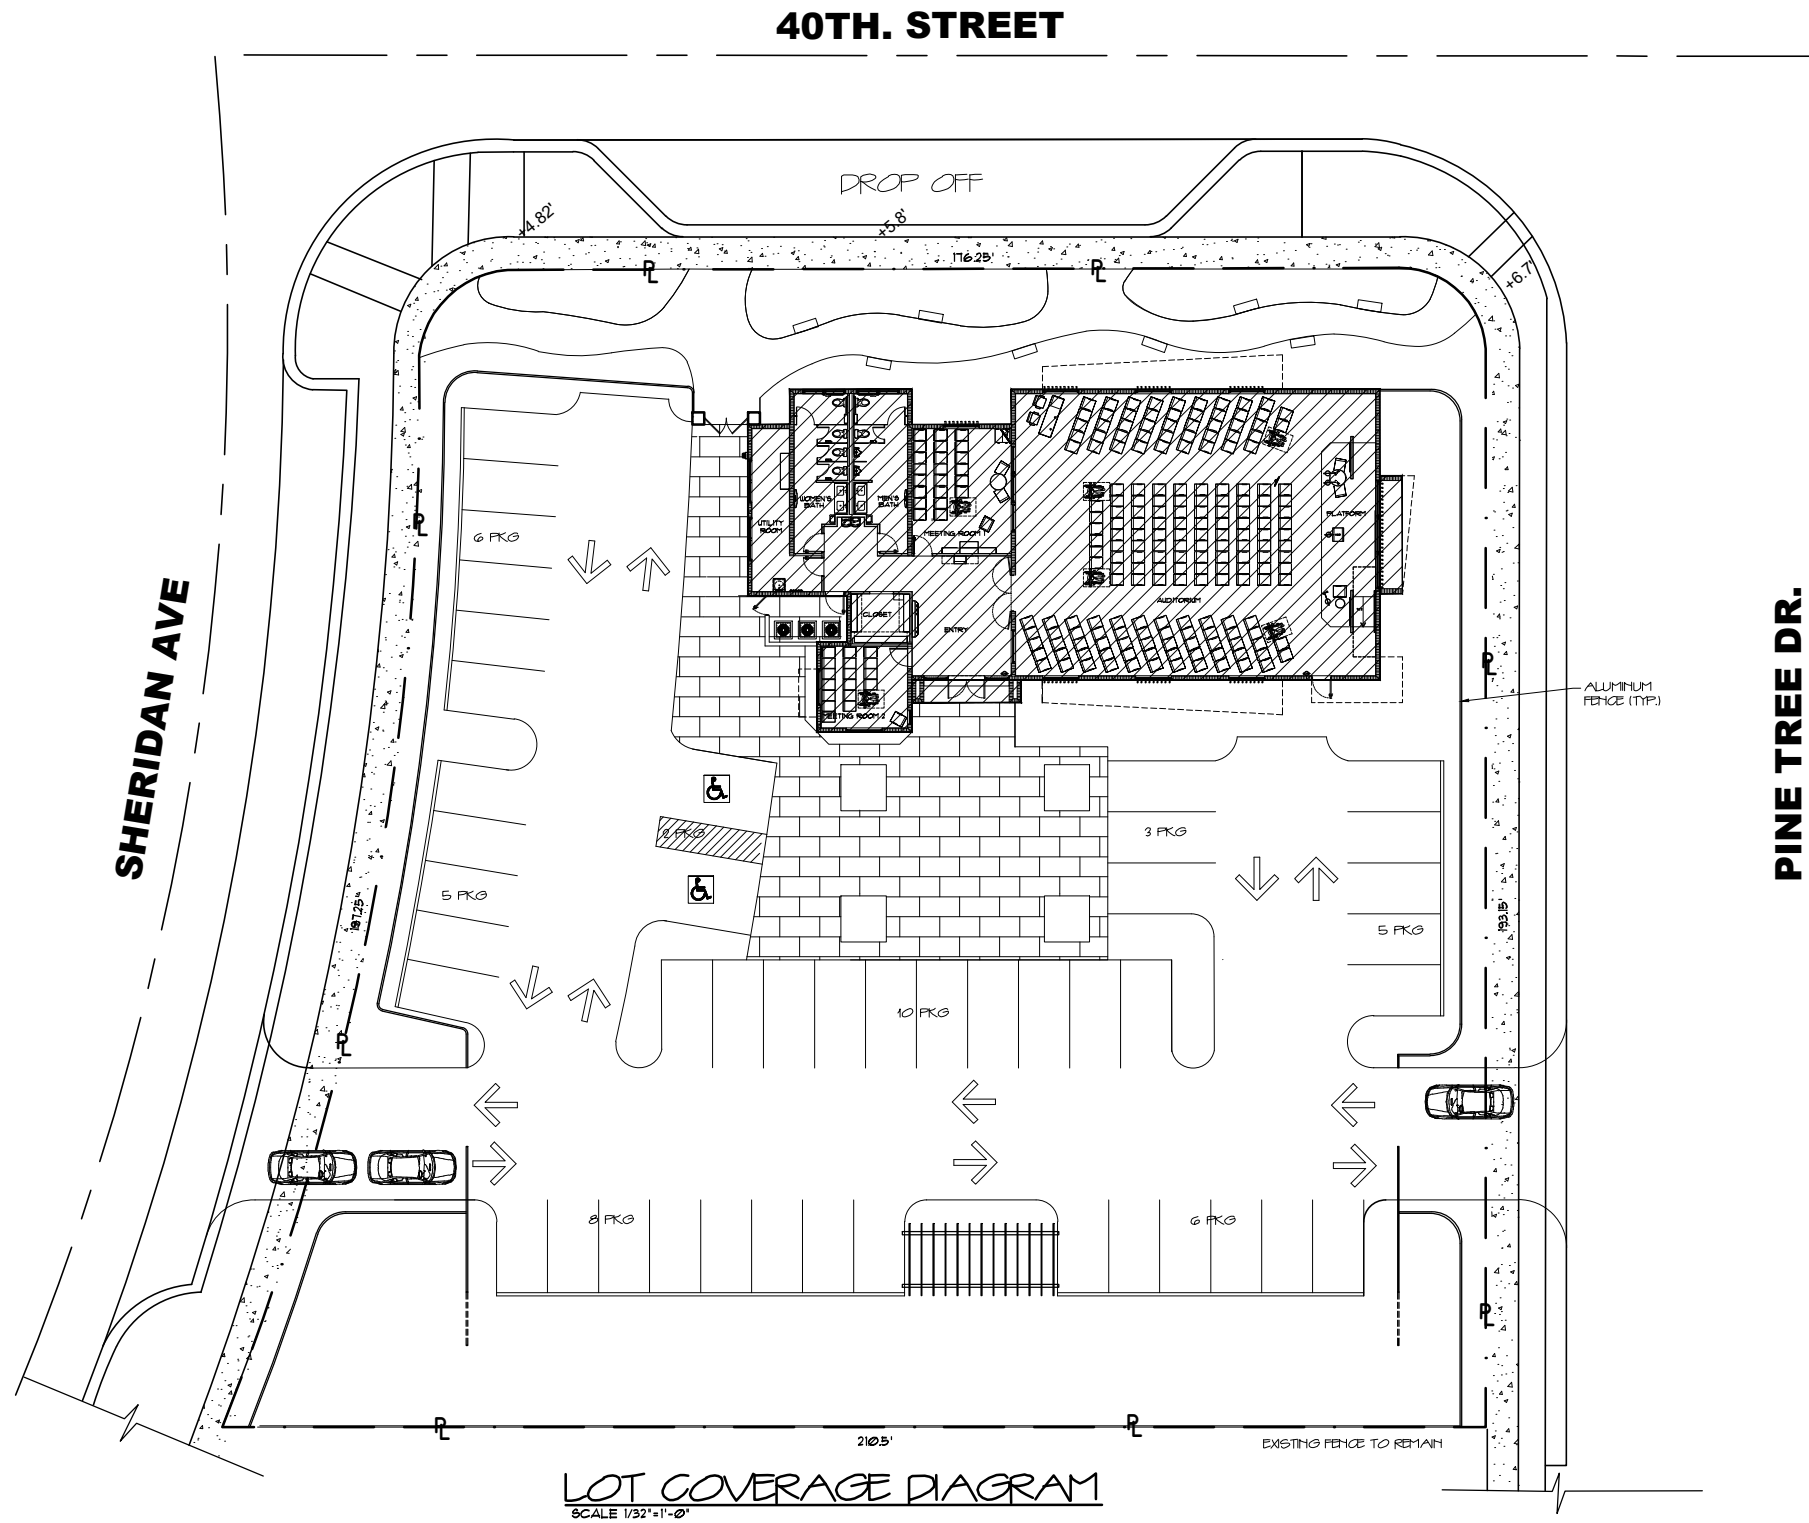 40TH. STREET
DROP OFF
+4.82'
+5.8'
+6.7'
176.25'
PL
PL
PL
PL
PL
PL
PL
PL
PL
SHERIDAN AVE
PINE TREE DR.
6 PKG
UTILITY
ROOM
WOMEN'S
BATH
MEN'S
BATH
MEETING ROOM 1
PLATFORM
AUDITORIUM
CLOSET
ENTRY
MEETING ROOM 2
ALUMINUM
FENCE (TYP.)
2 PKG
3 PKG
5 PKG
197.25'
5 PKG
193.15'
10 PKG
8 PKG
6 PKG
210.5'
EXISTING FENCE TO REMAIN
LOT COVERAGE DIAGRAM
SCALE 1/32"=1'-0"